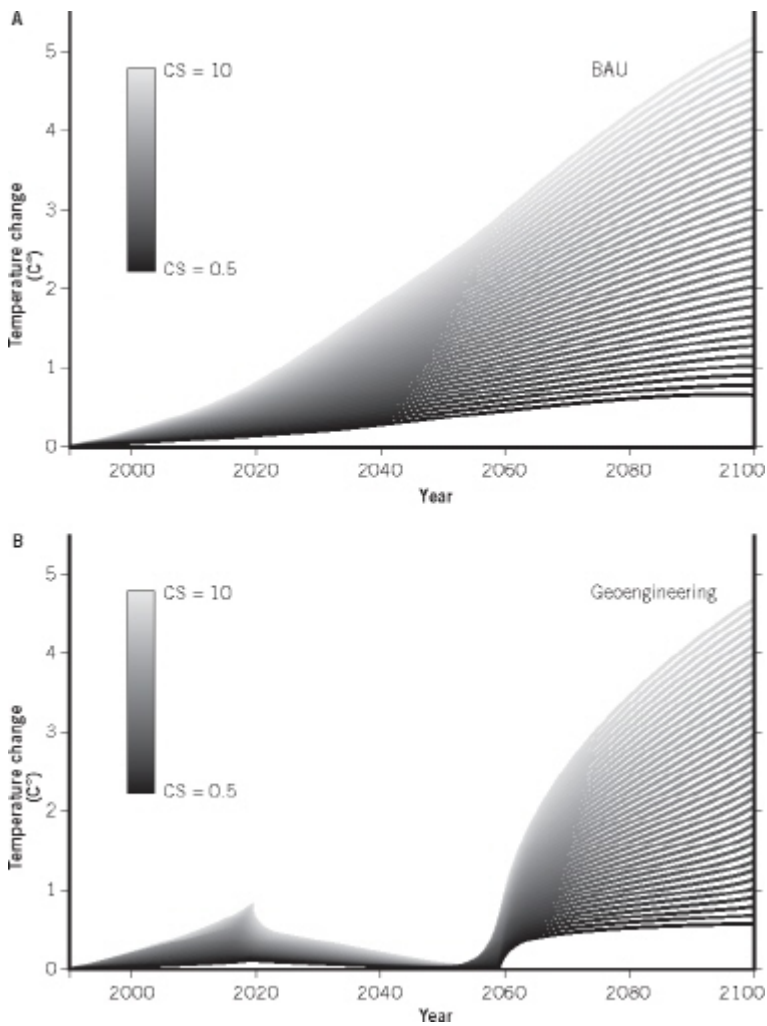 A
5
4
3
2
1
0
Temperature change
(C°)
CS = 10
CS = 0.5
BAU
2000 2020 2040 2060 2080 2100
Year
B
5
4
3
2
1
0
Temperature change
(C°)
CS = 10
CS = 0.5
Geoengineering
2000 2020 2040 2060 2080 2100
Year